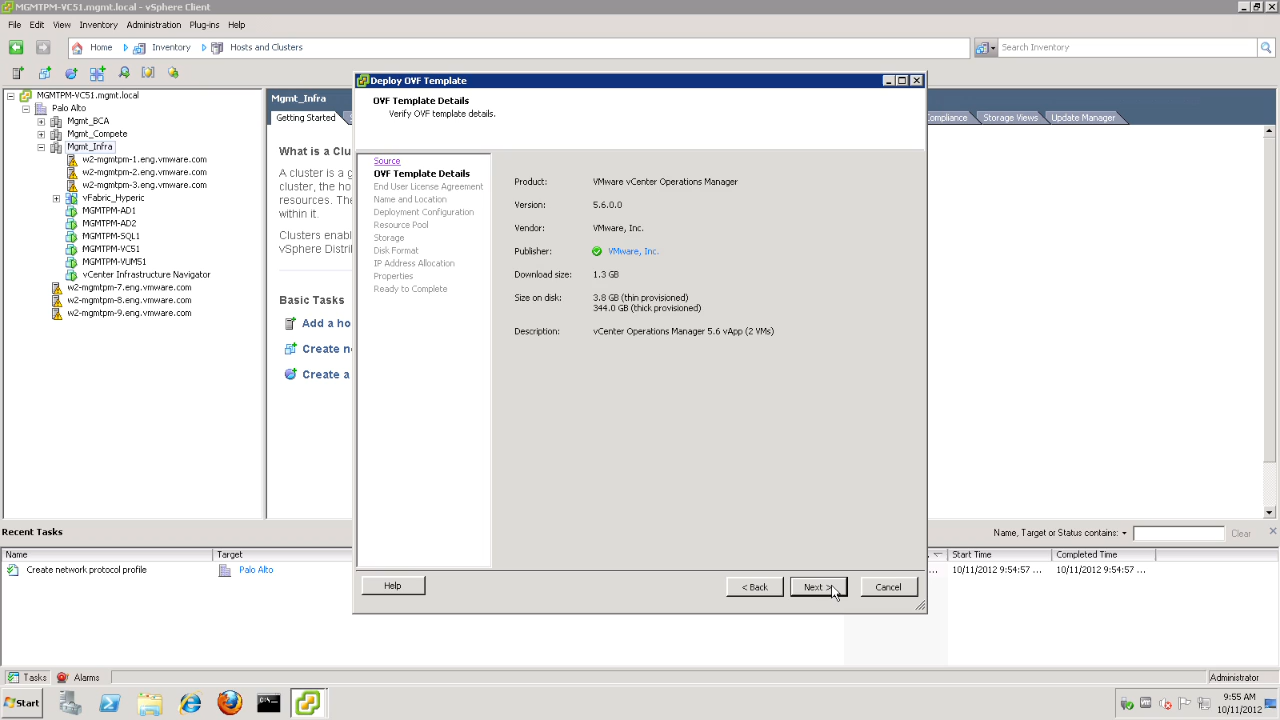 MGMTPM-VC51.mgmt.local - vSphere Client
File Edit View Inventory Administration Plug-ins Help
Home Inventory Hosts and Clusters Search Inventory
MGMTPM-VC51.mgmt.local
Palo Alto
Mgmt_BCA
Mgmt_Compete
Mgmt_Infra
w2-mgmtpm-1.eng.vmware.com
w2-mgmtpm-2.eng.vmware.com
w2-mgmtpm-3.eng.vmware.com
vFabric_Hyperic
MGMTPM-AD1
MGMTPM-AD2
MGMTPM-SQL1
MGMTPM-VC51
MGMTPM-VUM51
vCenter Infrastructure Navigator
w2-mgmtpm-7.eng.vmware.com
w2-mgmtpm-8.eng.vmware.com
w2-mgmtpm-9.eng.vmware.com
Mgmt_Infra
Getting Started
What is a Clu
A cluster is a g
cluster, the ho
resources. The
within it.
Clusters enabl
vSphere Distri
Basic Tasks
Add a ho
Create n
Create a
Compliance Storage Views Update Manager
Deploy OVF Template
OVF Template Details
Verify OVF template details.
Source
OVF Template Details
End User License Agreement
Name and Location
Deployment Configuration
Resource Pool
Storage
Disk Format
IP Address Allocation
Properties
Ready to Complete
Product: VMware vCenter Operations Manager
Version: 5.6.0.0
Vendor: VMware, Inc.
Publisher: VMware, Inc.
Download size: 1.3 GB
Size on disk: 3.8 GB (thin provisioned)
344.0 GB (thick provisioned)
Description: vCenter Operations Manager 5.6 vApp (2 VMs)
Help < Back Next > Cancel
Recent Tasks Name, Target or Status contains: Clear
Name Target Start Time Completed Time
Create network protocol profile Palo Alto 10/11/2012 9:54:57 ... 10/11/2012 9:54:57 ...
Tasks Alarms Administrator
Start 9:55 AM
10/11/2012